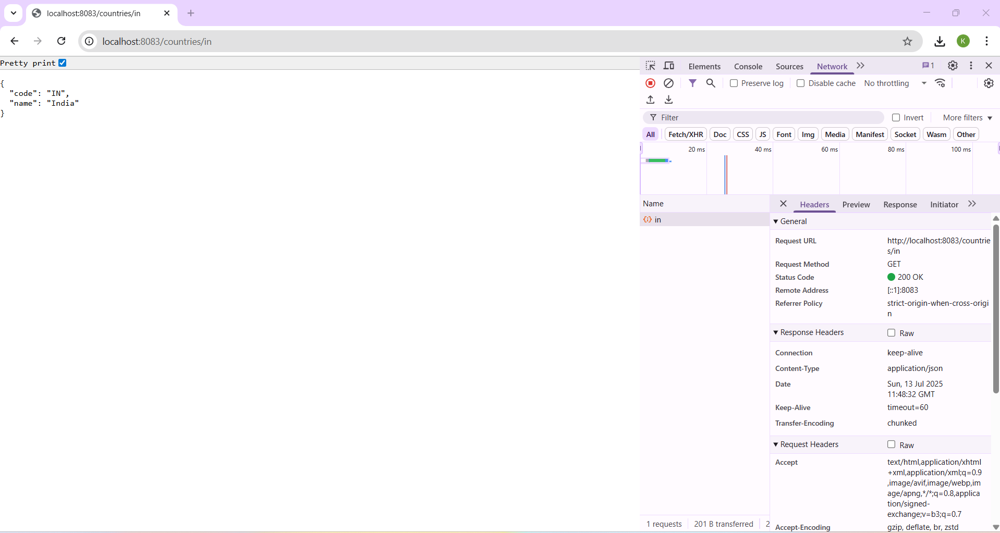 localhost:8083/countries/in
localhost:8083/countries/in
K
Pretty print
{
"code": "IN",
"name": "India"
}
Elements Console Sources Network 1
Preserve log Disable cache No throttling
Filter Invert More filters
All Fetch/XHR Doc CSS JS Font Img Media Manifest Socket Wasm Other
20 ms 40 ms 60 ms 80 ms 100 ms
Name
in
Headers Preview Response Initiator
General
Request URL http://localhost:8083/countrie
s/in
Request Method GET
Status Code 200 OK
Remote Address [::1]:8083
Referrer Policy strict-origin-when-cross-origi
n
Response Headers Raw
Connection keep-alive
Content-Type application/json
Date Sun, 13 Jul 2025
11:48:32 GMT
Keep-Alive timeout=60
Transfer-Encoding chunked
Request Headers Raw
Accept text/html,application/xhtml
+xml,application/xml;q=0.9
,image/avif,image/webp,im
age/apng,*/*;q=0.8,applica
tion/signed-
exchange;v=b3;q=0.7
Accept-Encoding gzip, deflate, br, zstd
1 requests 201 B transferred 2